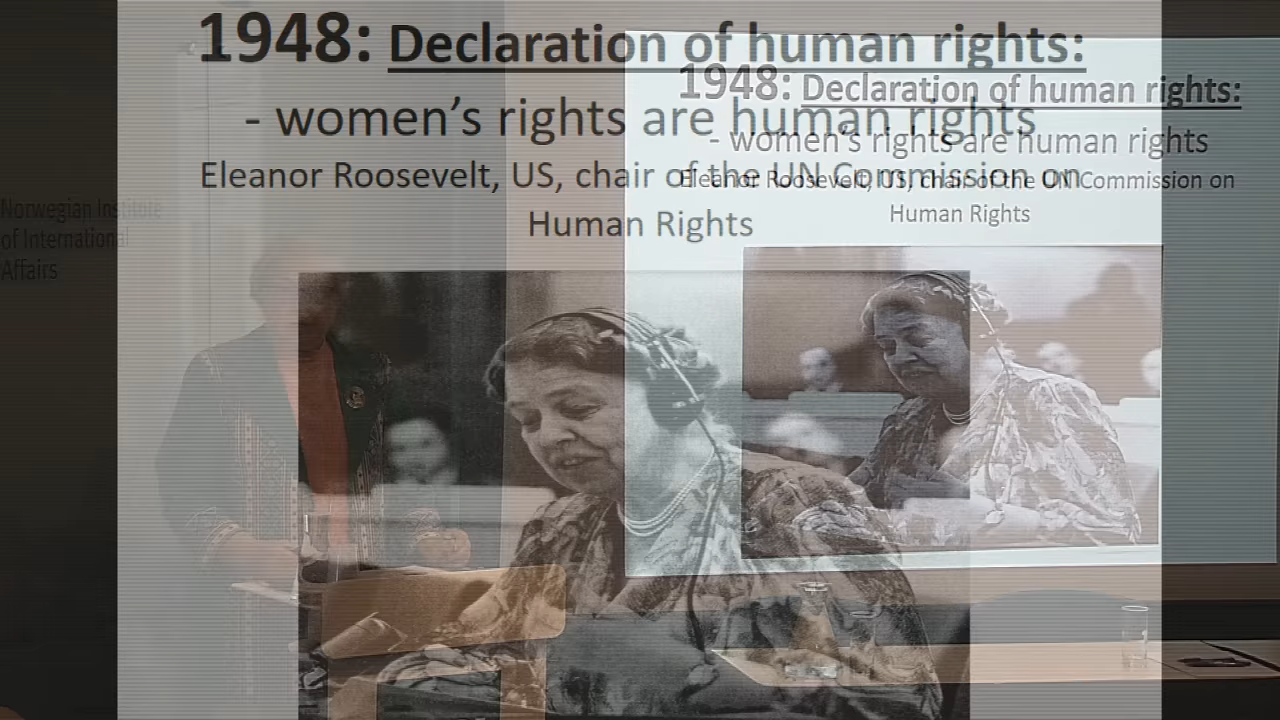 1948: Declaration of human rights:
- women's rights are human rights
Eleanor Roosevelt, US, chair of the UN Commission on
Human Rights
1948: Declaration of human rights:
- women's rights are human rights
Eleanor Roosevelt, US, chair of the UN Commission on
Human Rights
Norwegian Institute
of International
Affairs